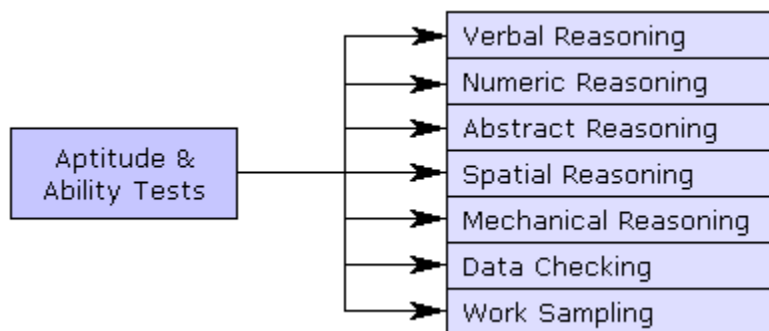 Aptitude &
Ability Tests
Verbal Reasoning
Numeric Reasoning
Abstract Reasoning
Spatial Reasoning
Mechanical Reasoning
Data Checking
Work Sampling